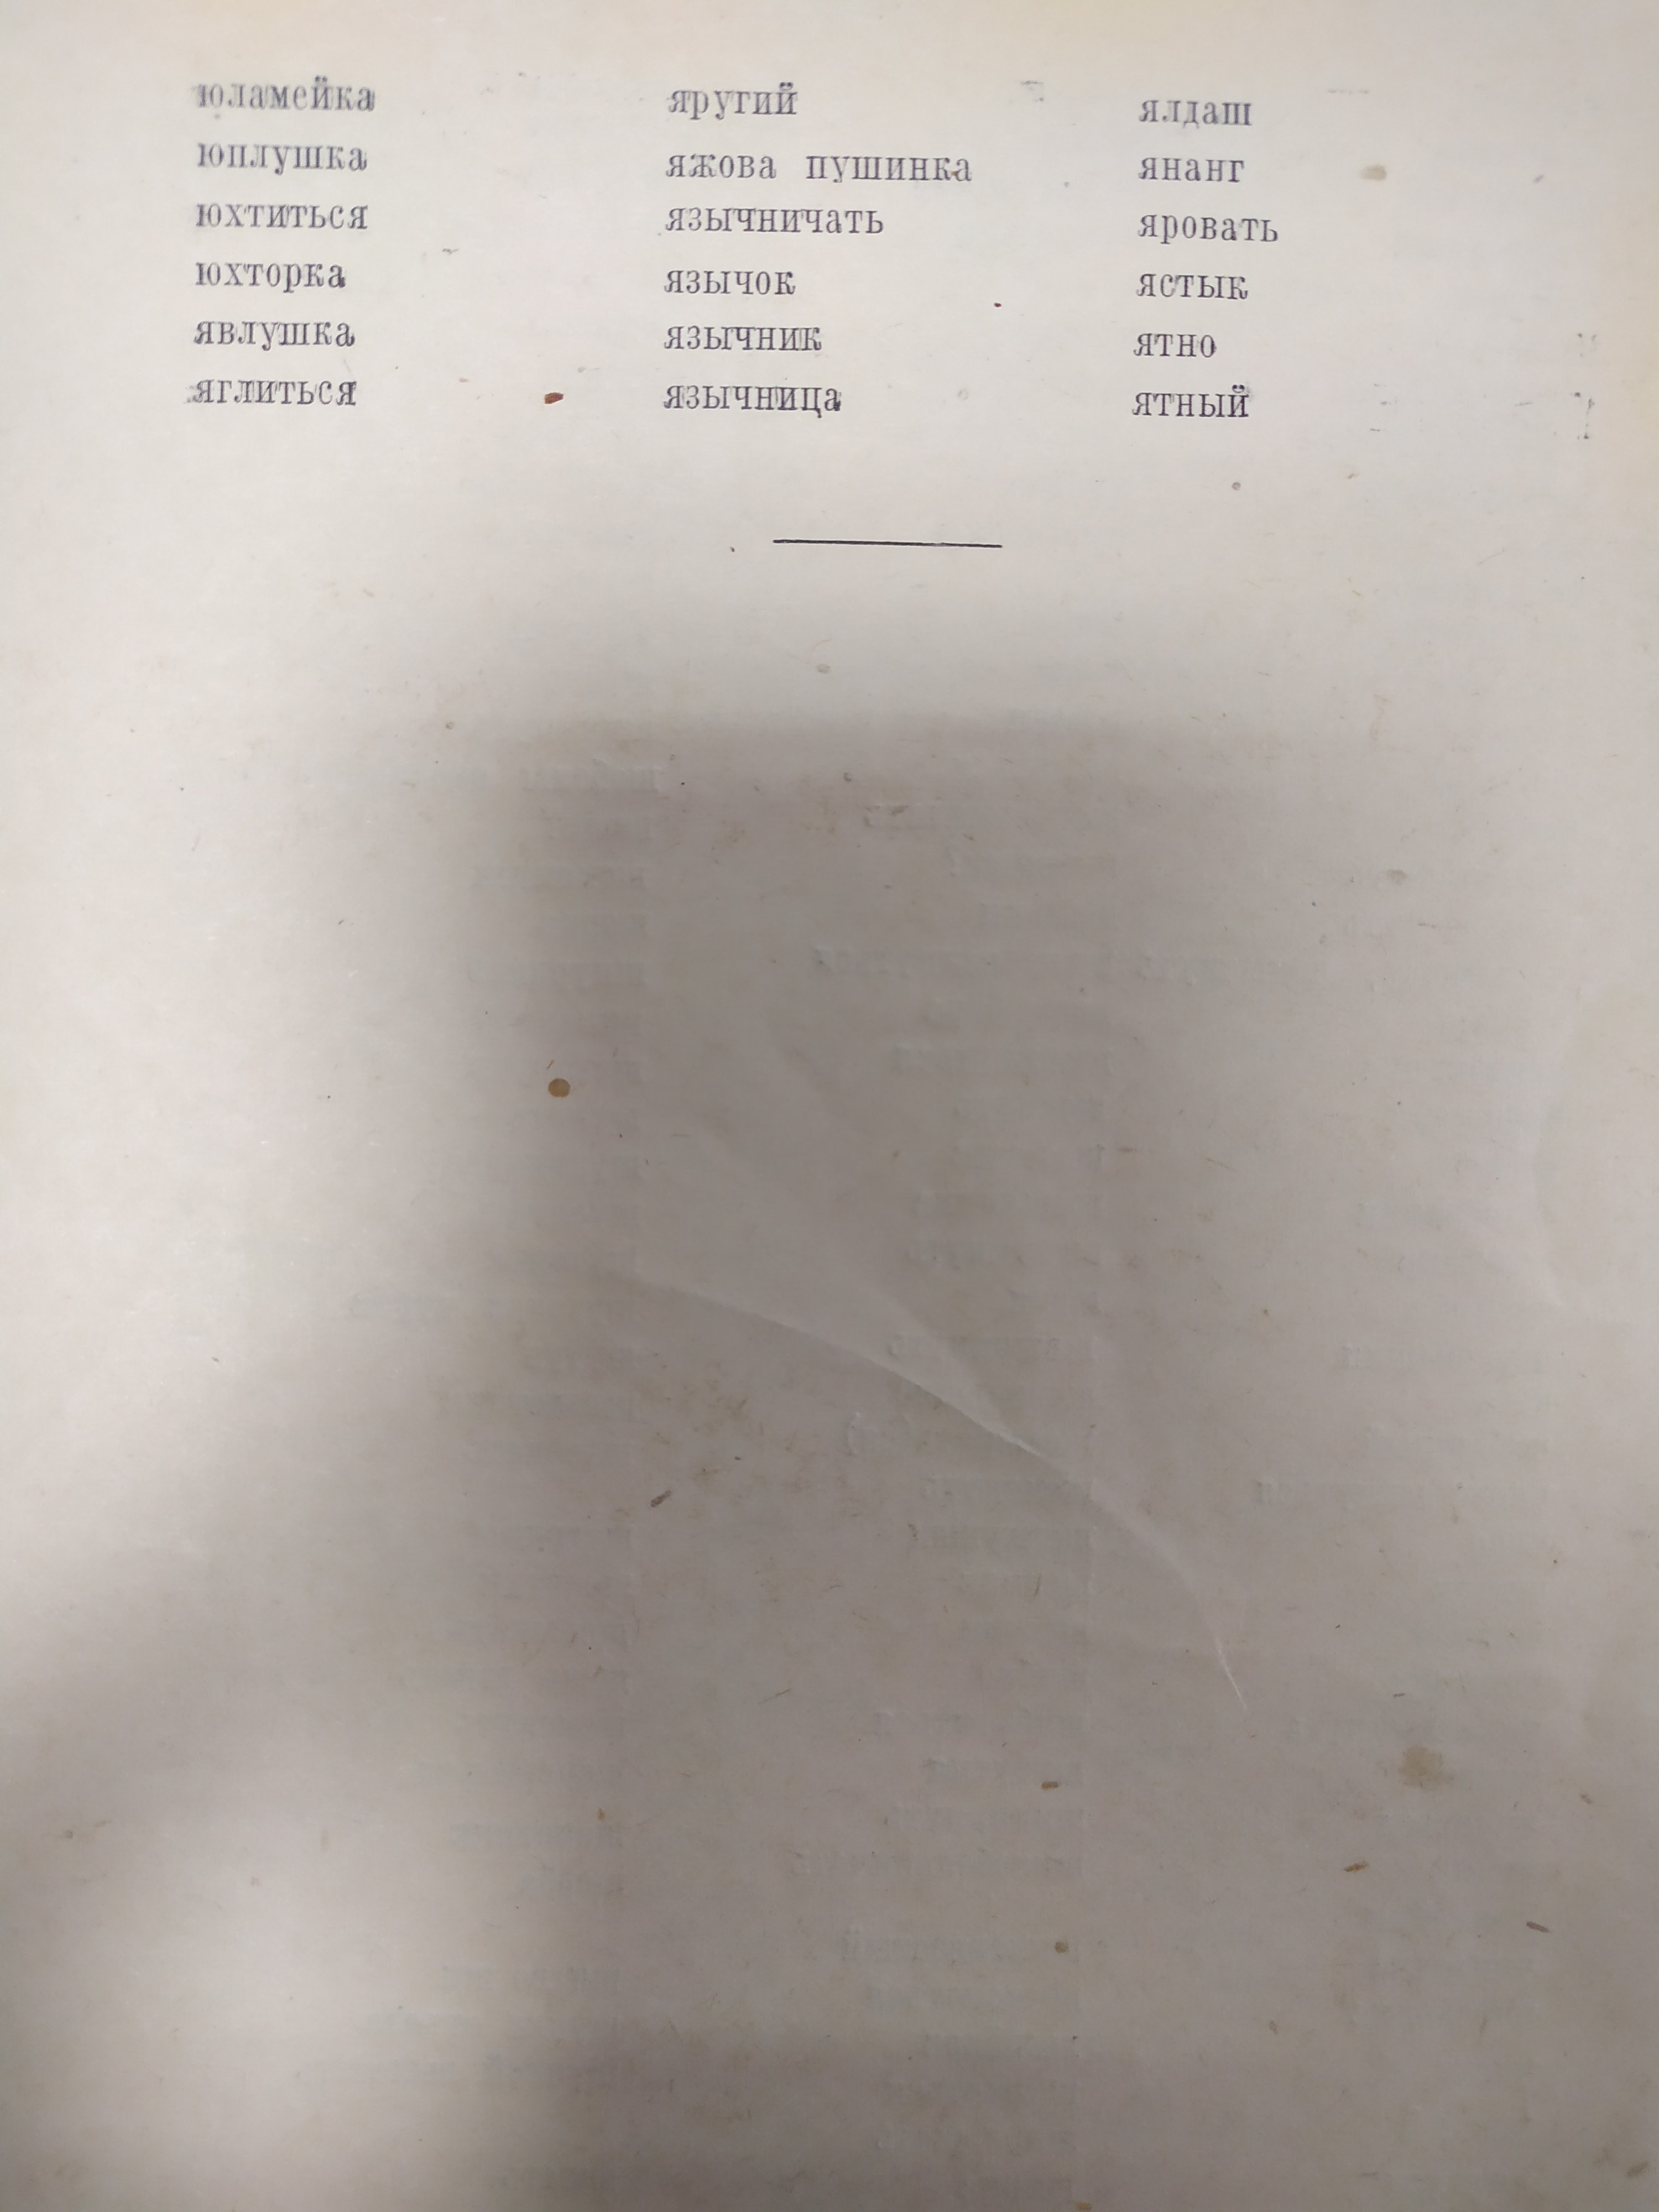 юламейка
юплушка
юхтиться
юхторка
явлушка
яглиться
яругий
яжова пушинка
язычничать
язычок
язычник
язычница
ялдаш
янанг
яровать
ястык
ятно
ятный